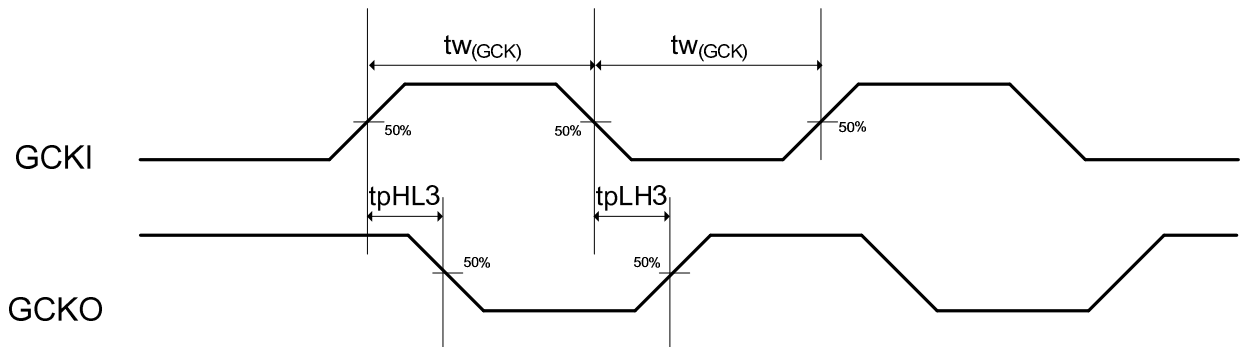 tw(GCK) tw(GCK)
50% 50% 50%
GCKI
tpHL3 tpLH3
50% 50%
GCKO